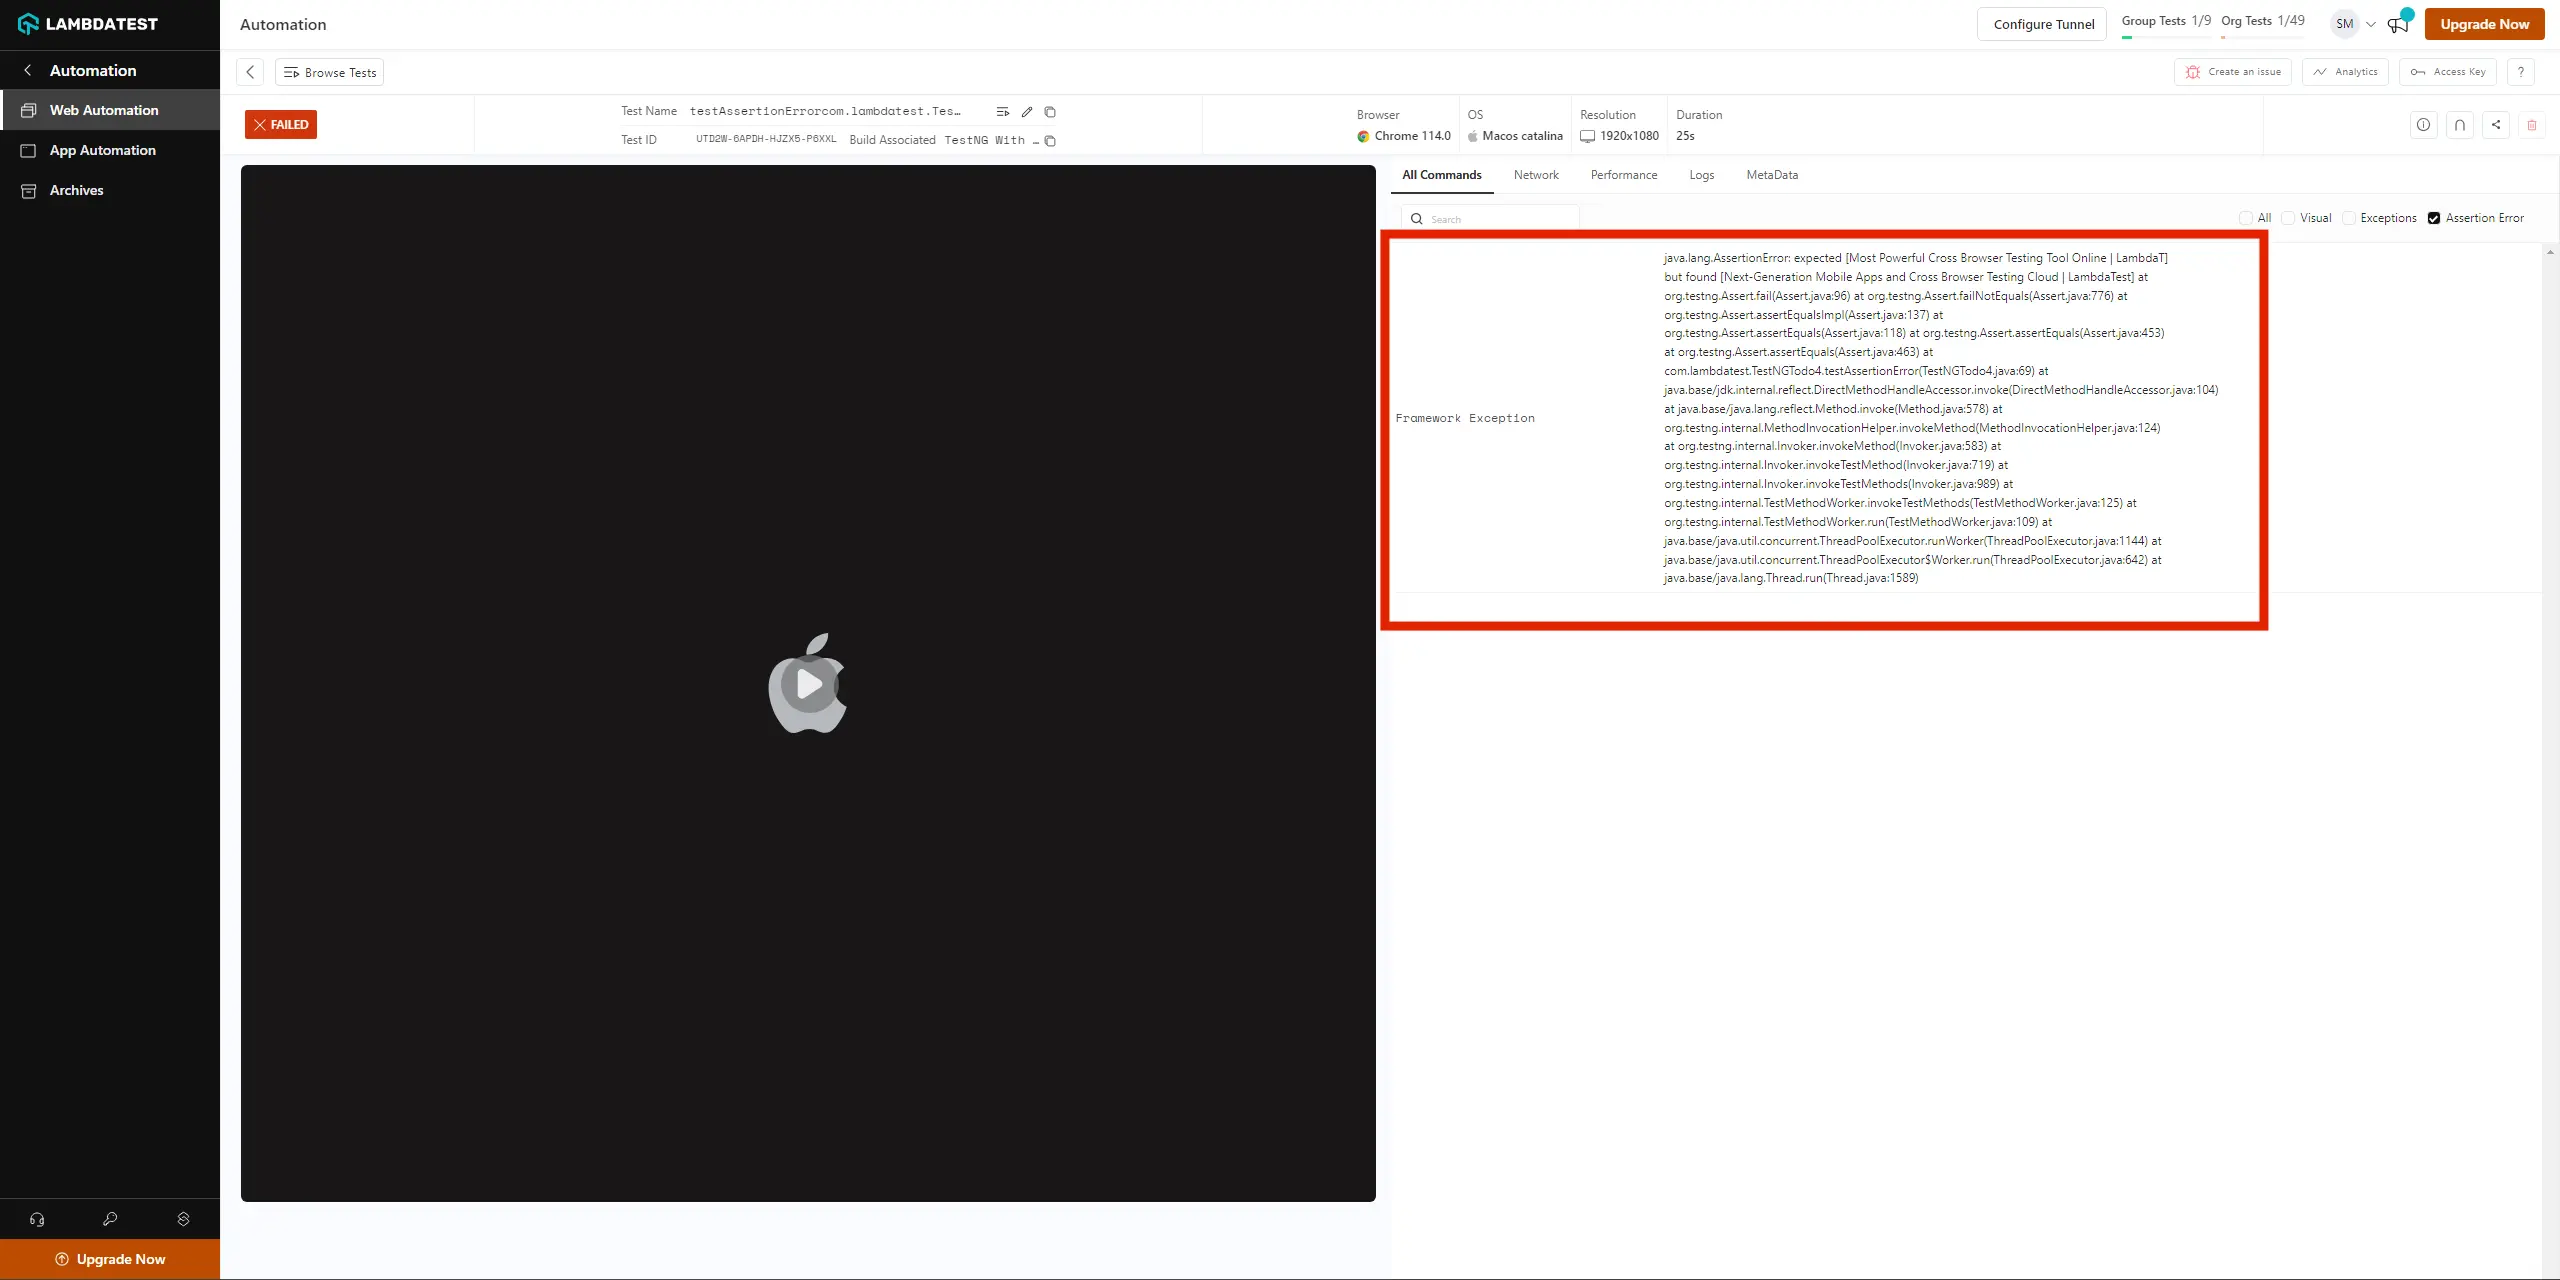 LAMBDATEST
Automation
Web Automation
App Automation
Archives
Upgrade Now
Automation
Configure Tunnel
Group Tests 1/9 Org Tests 1/49
SM
Upgrade Now
Browse Tests
Create an issue
Analytics
Access Key
?
FAILED
Test Name testAssertionErrorcom.lambdatest.Tes…
Test ID UTD2W-6APDH-HJZX5-P6XXL Build Associated TestNG With …
Browser
Chrome 114.0
OS
Macos catalina
Resolution
1920x1080
Duration
25s
All Commands Network Performance Logs MetaData
Search
All Visual Exceptions Assertion Error
Framework Exception
java.lang.AssertionError: expected [Most Powerful Cross Browser Testing Tool Online | LambdaT]
but found [Next-Generation Mobile Apps and Cross Browser Testing Cloud | LambdaTest] at
org.testng.Assert.fail(Assert.java:96) at org.testng.Assert.failNotEquals(Assert.java:776) at
org.testng.Assert.assertEqualsImpl(Assert.java:137) at
org.testng.Assert.assertEquals(Assert.java:118) at org.testng.Assert.assertEquals(Assert.java:453)
at org.testng.Assert.assertEquals(Assert.java:463) at
com.lambdatest.TestNGTodo4.testAssertionError(TestNGTodo4.java:69) at
java.base/jdk.internal.reflect.DirectMethodHandleAccessor.invoke(DirectMethodHandleAccessor.java:104)
at java.base/java.lang.reflect.Method.invoke(Method.java:578) at
org.testng.internal.MethodInvocationHelper.invokeMethod(MethodInvocationHelper.java:124)
at org.testng.internal.Invoker.invokeMethod(Invoker.java:583) at
org.testng.internal.Invoker.invokeTestMethod(Invoker.java:719) at
org.testng.internal.Invoker.invokeTestMethods(Invoker.java:989) at
org.testng.internal.TestMethodWorker.invokeTestMethods(TestMethodWorker.java:125) at
org.testng.internal.TestMethodWorker.run(TestMethodWorker.java:109) at
java.base/java.util.concurrent.ThreadPoolExecutor.runWorker(ThreadPoolExecutor.java:1144) at
java.base/java.util.concurrent.ThreadPoolExecutor$Worker.run(ThreadPoolExecutor.java:642) at
java.base/java.lang.Thread.run(Thread.java:1589)